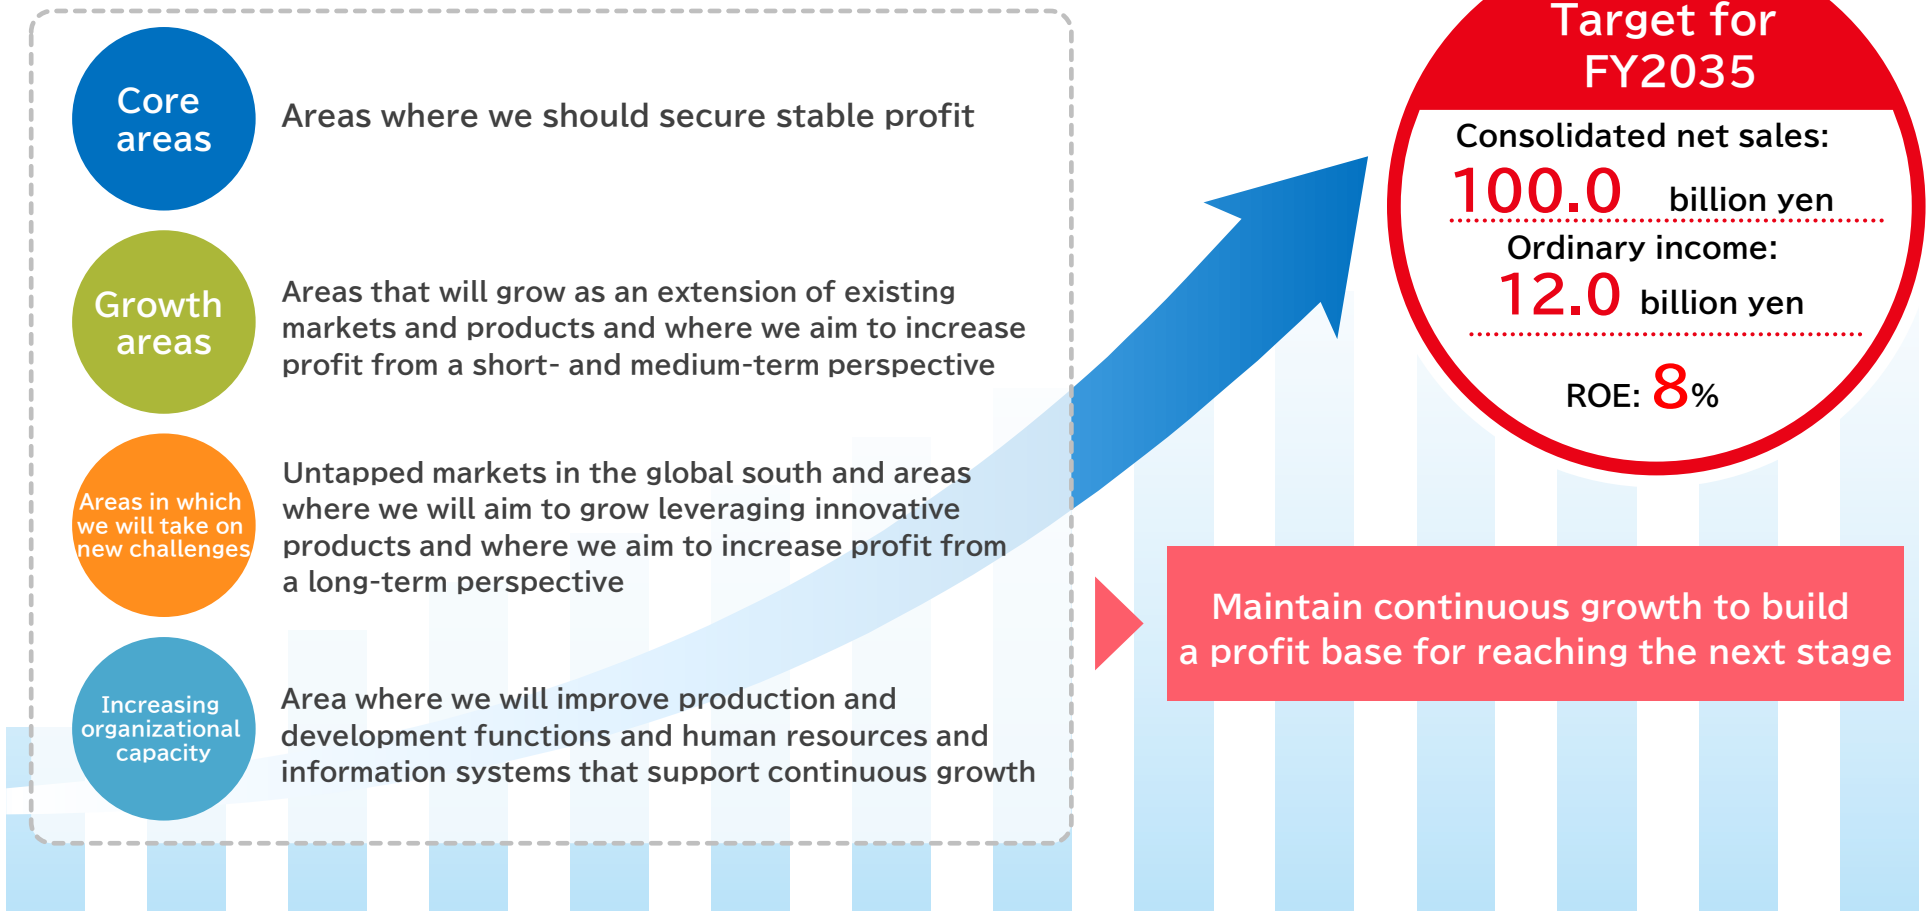 Core
areas
Areas where we should secure stable profit
Growth
areas
Areas that will grow as an extension of existing
markets and products and where we aim to increase
profit from a short- and medium-term perspective
Areas in which
we will take on
new challenges
Untapped markets in the global south and areas
where we will aim to grow leveraging innovative
products and where we aim to increase profit from
a long-term perspective
Increasing
organizational
capacity
Area where we will improve production and
development functions and human resources and
information systems that support continuous growth
Target for
FY2035
Consolidated net sales:
100.0 billion yen
Ordinary income:
12.0 billion yen
ROE: 8%
Maintain continuous growth to build
a profit base for reaching the next stage